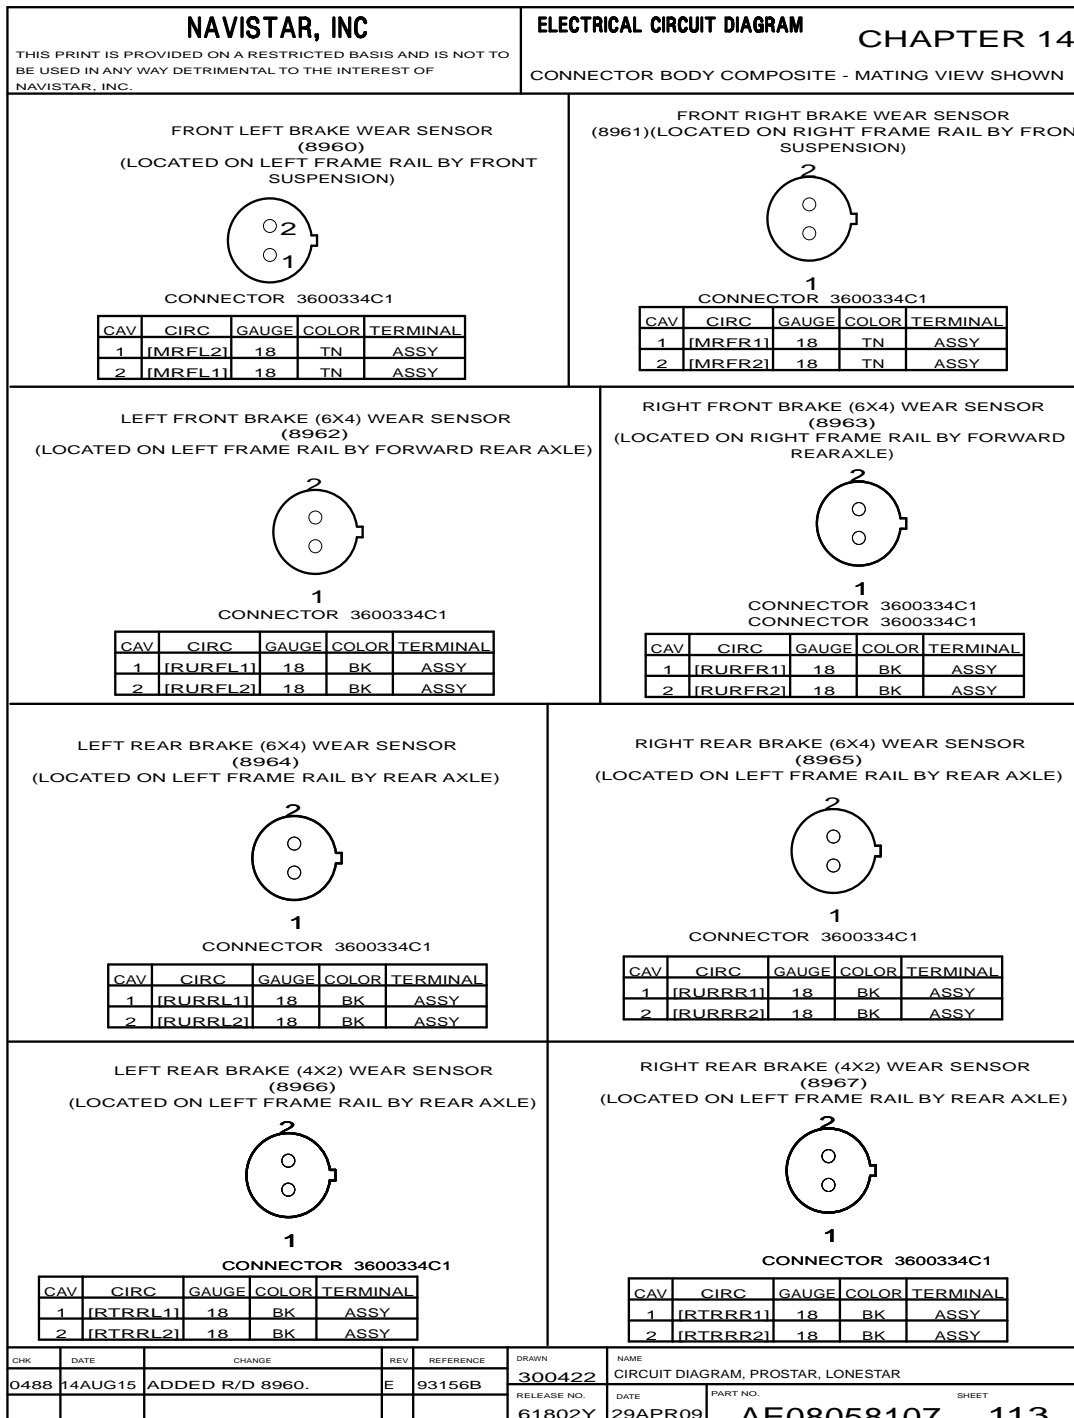 NAVISTAR, INC
THIS PRINT IS PROVIDED ON A RESTRICTED BASIS AND IS NOT TO
BE USED IN ANY WAY DETRIMENTAL TO THE INTEREST OF
NAVISTAR, INC.
ELECTRICAL CIRCUIT DIAGRAM
CHAPTER 14
CONNECTOR BODY COMPOSITE - MATING VIEW SHOWN
FRONT LEFT BRAKE WEAR SENSOR
(8960)
(LOCATED ON LEFT FRAME RAIL BY FRONT
SUSPENSION)
2
1
CONNECTOR 3600334C1
CAV CIRC GAUGE COLOR TERMINAL
1 [MRFL2] 18 TN ASSY
2 [MRFL1] 18 TN ASSY
FRONT RIGHT BRAKE WEAR SENSOR
(8961)(LOCATED ON RIGHT FRAME RAIL BY FRON
SUSPENSION)
2
1
CONNECTOR 3600334C1
CAV CIRC GAUGE COLOR TERMINAL
1 [MRFR1] 18 TN ASSY
2 [MRFR2] 18 TN ASSY
LEFT FRONT BRAKE (6X4) WEAR SENSOR
(8962)
(LOCATED ON LEFT FRAME RAIL BY FORWARD REAR AXLE)
2
1
CONNECTOR 3600334C1
CAV CIRC GAUGE COLOR TERMINAL
1 [RURFL1] 18 BK ASSY
2 [RURFL2] 18 BK ASSY
RIGHT FRONT BRAKE (6X4) WEAR SENSOR
(8963)
(LOCATED ON RIGHT FRAME RAIL BY FORWARD
REARAXLE)
2
1
CONNECTOR 3600334C1
CONNECTOR 3600334C1
CAV CIRC GAUGE COLOR TERMINAL
1 [RURFR1] 18 BK ASSY
2 [RURFR2] 18 BK ASSY
LEFT REAR BRAKE (6X4) WEAR SENSOR
(8964)
(LOCATED ON LEFT FRAME RAIL BY REAR AXLE)
2
1
CONNECTOR 3600334C1
CAV CIRC GAUGE COLOR TERMINAL
1 [RURRL1] 18 BK ASSY
2 [RURRL2] 18 BK ASSY
RIGHT REAR BRAKE (6X4) WEAR SENSOR
(8965)
(LOCATED ON LEFT FRAME RAIL BY REAR AXLE)
2
1
CONNECTOR 3600334C1
CAV CIRC GAUGE COLOR TERMINAL
1 [RURRR1] 18 BK ASSY
2 [RURRR2] 18 BK ASSY
LEFT REAR BRAKE (4X2) WEAR SENSOR
(8966)
(LOCATED ON LEFT FRAME RAIL BY REAR AXLE)
2
1
CONNECTOR 3600334C1
CAV CIRC GAUGE COLOR TERMINAL
1 [RTRRL1] 18 BK ASSY
2 [RTRRL2] 18 BK ASSY
RIGHT REAR BRAKE (4X2) WEAR SENSOR
(8967)
(LOCATED ON LEFT FRAME RAIL BY REAR AXLE)
2
1
CONNECTOR 3600334C1
CAV CIRC GAUGE COLOR TERMINAL
1 [RTRRR1] 18 BK ASSY
2 [RTRRR2] 18 BK ASSY
CHK DATE CHANGE REV REFERENCE
0488 14AUG15 ADDED R/D 8960. E 93156B
DRAWN
300422
NAME
CIRCUIT DIAGRAM, PROSTAR, LONESTAR
RELEASE NO. DATE PART NO. SHEET
61802Y 29APR09 AE08058107 113